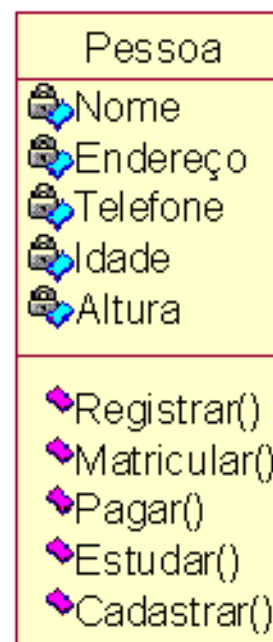 Pessoa
Nome
Endereço
Telefone
Idade
Altura
Registrar()
Matricular()
Pagar()
Estudar()
Cadastrar()